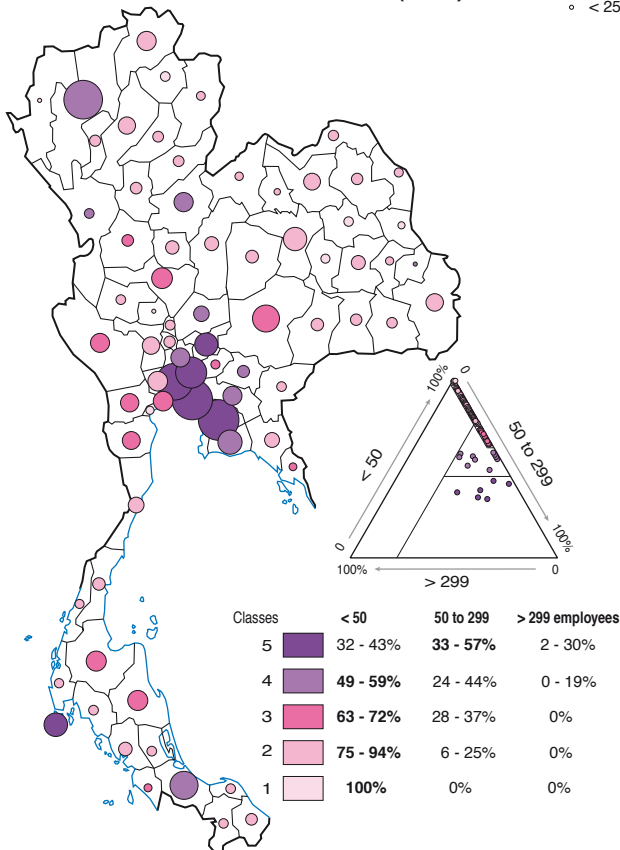 < 25
100%
0
< 50
50 to 299
0
100%
100%
0
> 299
Classes < 50 50 to 299 > 299 employees
5 32 - 43% 33 - 57% 2 - 30%
4 49 - 59% 24 - 44% 0 - 19%
3 63 - 72% 28 - 37% 0%
2 75 - 94% 6 - 25% 0%
1 100% 0% 0%